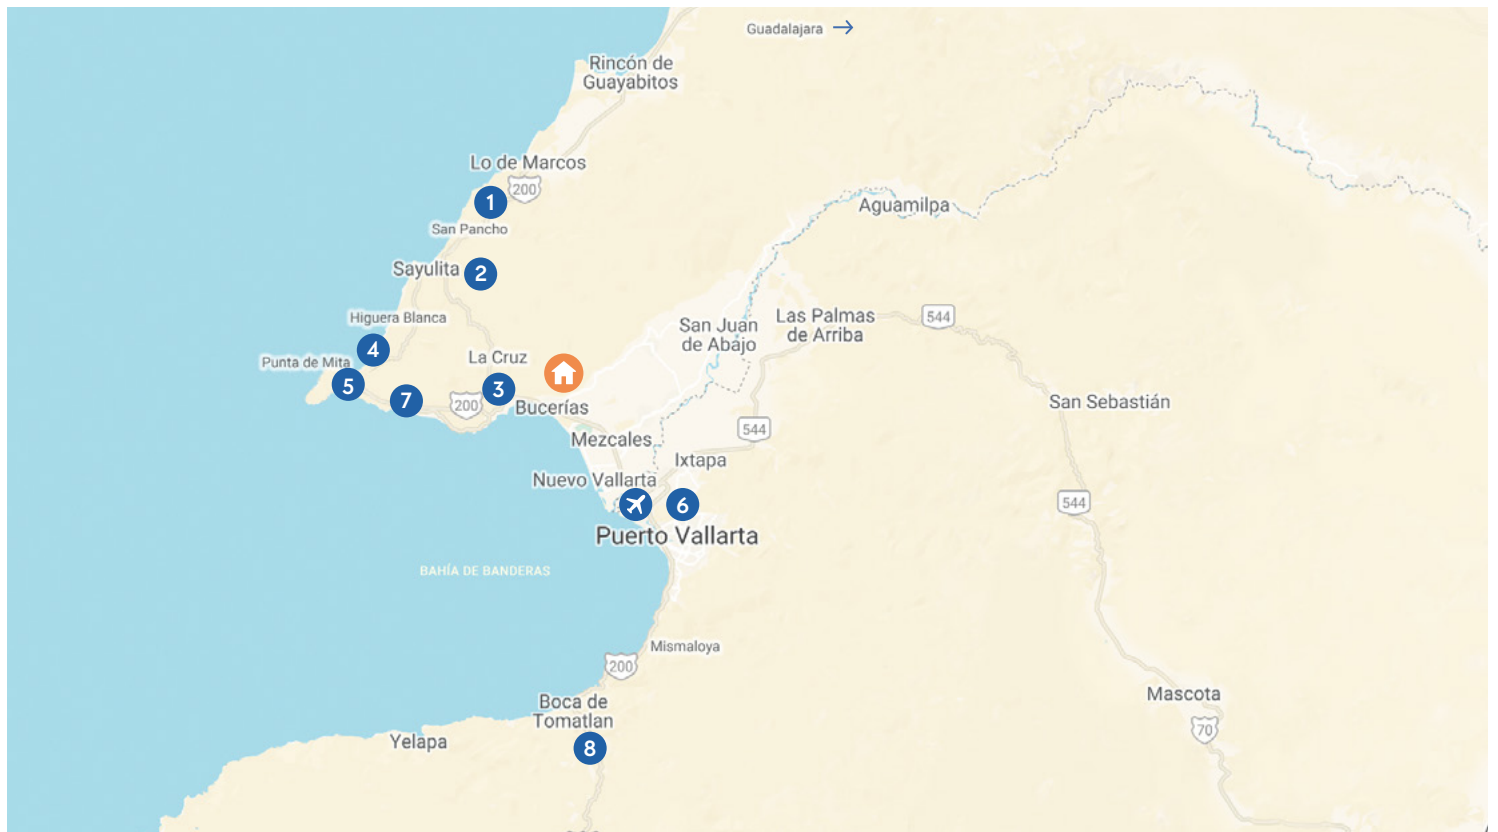 Guadalajara →
Rincón de
Guayabitos
Lo de Marcos
200
1
San Pancho
Aguamilpa
Sayulita
2
Higuera Blanca
San Juan
de Abajo
Las Palmas
de Arriba
544
4
Punta de Mita
La Cruz
5
7
200
3
Bucerías
San Sebastián
544
Mezcales
Ixtapa
Nuevo Vallarta
6
544
Puerto Vallarta
BAHÍA DE BANDERAS
Mismaloya
200
Boca de
Tomatlan
Mascota
70
Yelapa
8